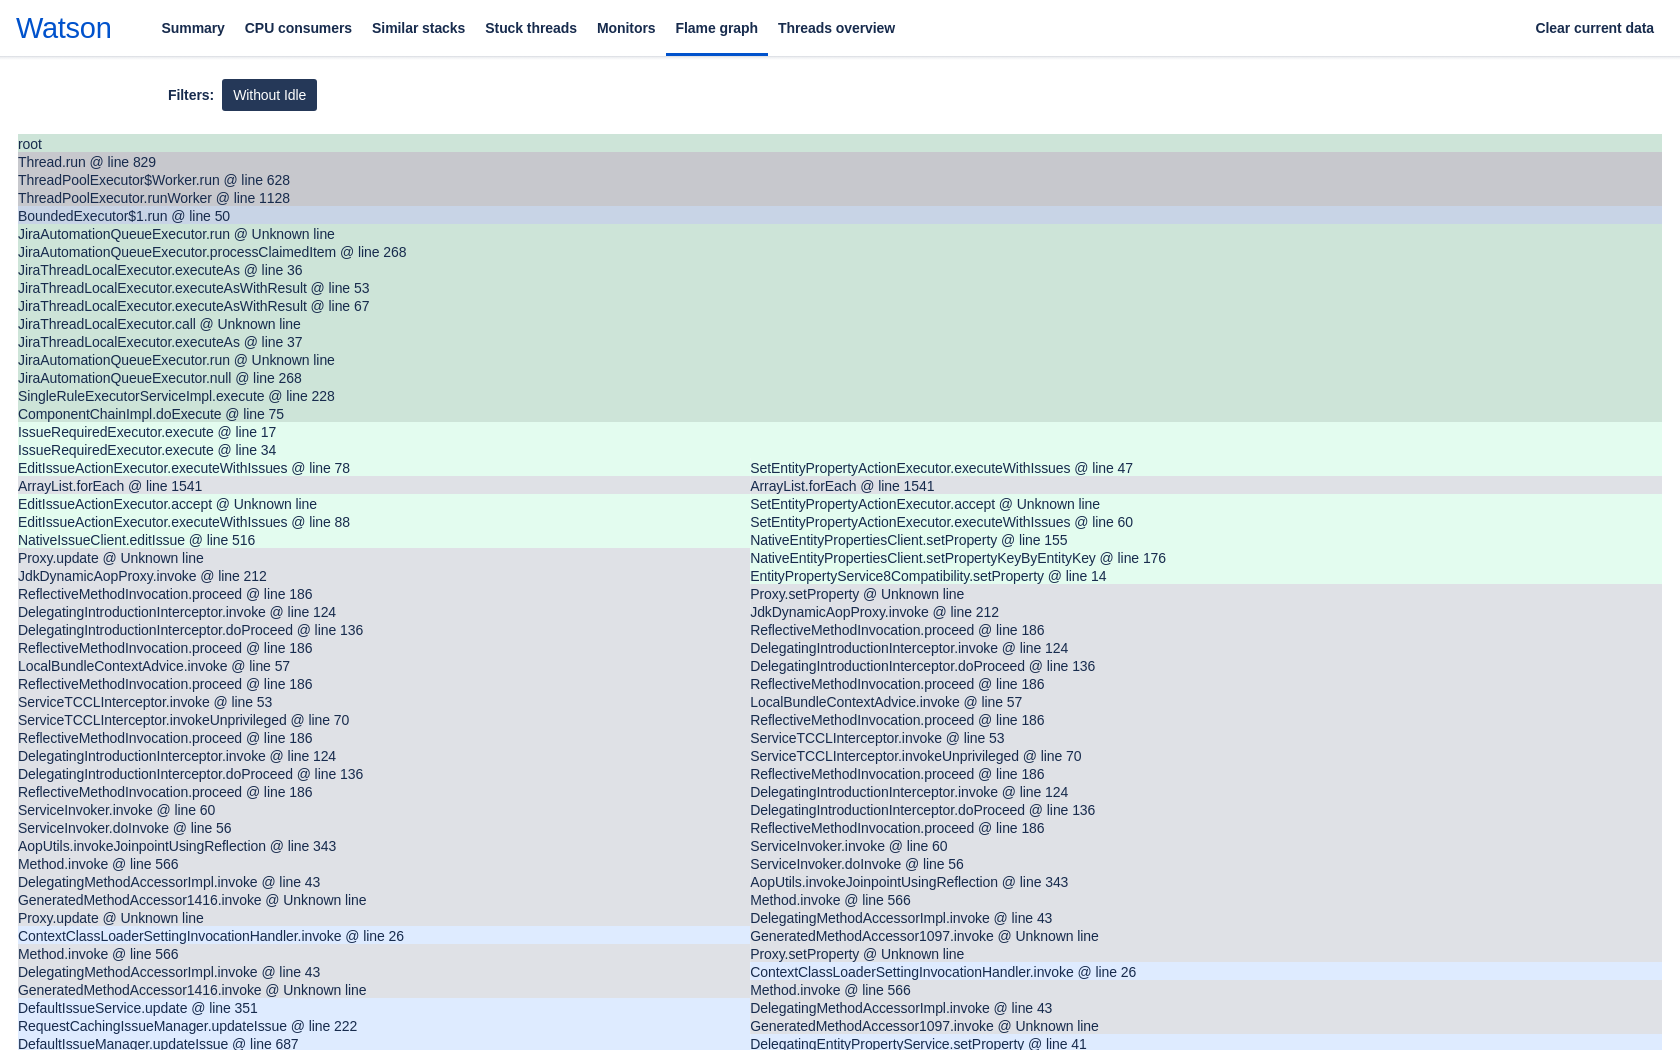 Watson
Summary
CPU consumers
Similar stacks
Stuck threads
Monitors
Flame graph
Threads overview
Clear current data
Filters:
Without Idle
root
Thread.run @ line 829
ThreadPoolExecutor$Worker.run @ line 628
ThreadPoolExecutor.runWorker @ line 1128
BoundedExecutor$1.run @ line 50
JiraAutomationQueueExecutor.run @ Unknown line
JiraAutomationQueueExecutor.processClaimedItem @ line 268
JiraThreadLocalExecutor.executeAs @ line 36
JiraThreadLocalExecutor.executeAsWithResult @ line 53
JiraThreadLocalExecutor.executeAsWithResult @ line 67
JiraThreadLocalExecutor.call @ Unknown line
JiraThreadLocalExecutor.executeAs @ line 37
JiraAutomationQueueExecutor.run @ Unknown line
JiraAutomationQueueExecutor.null @ line 268
SingleRuleExecutorServiceImpl.execute @ line 228
ComponentChainImpl.doExecute @ line 75
IssueRequiredExecutor.execute @ line 17
IssueRequiredExecutor.execute @ line 34
EditIssueActionExecutor.executeWithIssues @ line 78
ArrayList.forEach @ line 1541
EditIssueActionExecutor.accept @ Unknown line
EditIssueActionExecutor.executeWithIssues @ line 88
NativeIssueClient.editIssue @ line 516
Proxy.update @ Unknown line
JdkDynamicAopProxy.invoke @ line 212
ReflectiveMethodInvocation.proceed @ line 186
DelegatingIntroductionInterceptor.invoke @ line 124
DelegatingIntroductionInterceptor.doProceed @ line 136
ReflectiveMethodInvocation.proceed @ line 186
LocalBundleContextAdvice.invoke @ line 57
ReflectiveMethodInvocation.proceed @ line 186
ServiceTCCLInterceptor.invoke @ line 53
ServiceTCCLInterceptor.invokeUnprivileged @ line 70
ReflectiveMethodInvocation.proceed @ line 186
DelegatingIntroductionInterceptor.invoke @ line 124
DelegatingIntroductionInterceptor.doProceed @ line 136
ReflectiveMethodInvocation.proceed @ line 186
ServiceInvoker.invoke @ line 60
ServiceInvoker.doInvoke @ line 56
AopUtils.invokeJoinpointUsingReflection @ line 343
Method.invoke @ line 566
DelegatingMethodAccessorImpl.invoke @ line 43
GeneratedMethodAccessor1416.invoke @ Unknown line
Proxy.update @ Unknown line
ContextClassLoaderSettingInvocationHandler.invoke @ line 26
Method.invoke @ line 566
DelegatingMethodAccessorImpl.invoke @ line 43
GeneratedMethodAccessor1416.invoke @ Unknown line
DefaultIssueService.update @ line 351
RequestCachingIssueManager.updateIssue @ line 222
DefaultIssueManager.updateIssue @ line 687
SetEntityPropertyActionExecutor.executeWithIssues @ line 47
ArrayList.forEach @ line 1541
SetEntityPropertyActionExecutor.accept @ Unknown line
SetEntityPropertyActionExecutor.executeWithIssues @ line 60
NativeEntityPropertiesClient.setProperty @ line 155
NativeEntityPropertiesClient.setPropertyKeyByEntityKey @ line 176
EntityPropertyService8Compatibility.setProperty @ line 14
Proxy.setProperty @ Unknown line
JdkDynamicAopProxy.invoke @ line 212
ReflectiveMethodInvocation.proceed @ line 186
DelegatingIntroductionInterceptor.invoke @ line 124
DelegatingIntroductionInterceptor.doProceed @ line 136
ReflectiveMethodInvocation.proceed @ line 186
LocalBundleContextAdvice.invoke @ line 57
ReflectiveMethodInvocation.proceed @ line 186
ServiceTCCLInterceptor.invoke @ line 53
ServiceTCCLInterceptor.invokeUnprivileged @ line 70
ReflectiveMethodInvocation.proceed @ line 186
DelegatingIntroductionInterceptor.invoke @ line 124
DelegatingIntroductionInterceptor.doProceed @ line 136
ReflectiveMethodInvocation.proceed @ line 186
ServiceInvoker.invoke @ line 60
ServiceInvoker.doInvoke @ line 56
AopUtils.invokeJoinpointUsingReflection @ line 343
Method.invoke @ line 566
DelegatingMethodAccessorImpl.invoke @ line 43
GeneratedMethodAccessor1097.invoke @ Unknown line
Proxy.setProperty @ Unknown line
ContextClassLoaderSettingInvocationHandler.invoke @ line 26
Method.invoke @ line 566
DelegatingMethodAccessorImpl.invoke @ line 43
GeneratedMethodAccessor1097.invoke @ Unknown line
DelegatingEntityPropertyService.setProperty @ line 41